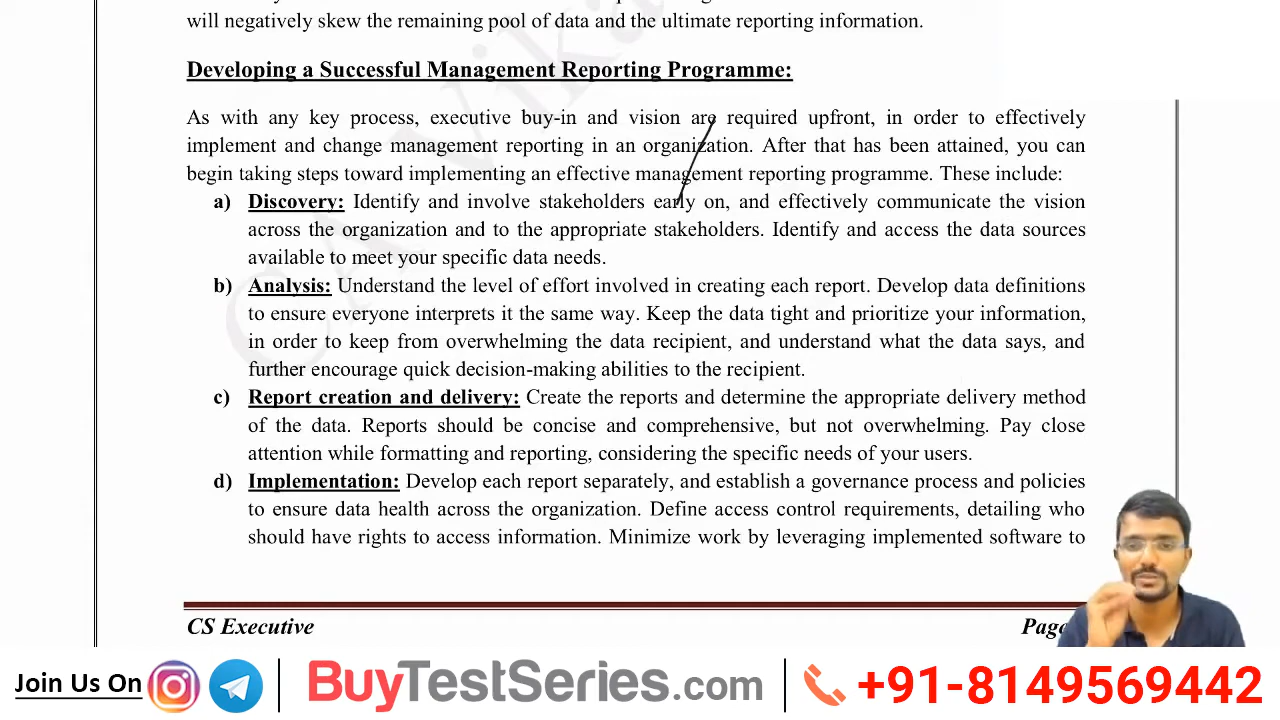 will negatively skew the remaining pool of data and the ultimate reporting information.
Developing a Successful Management Reporting Programme:
As with any key process, executive buy-in and vision are required upfront, in order to effectively
implement and change management reporting in an organization. After that has been attained, you can
begin taking steps toward implementing an effective management reporting programme. These include:
a) Discovery: Identify and involve stakeholders early on, and effectively communicate the vision
across the organization and to the appropriate stakeholders. Identify and access the data sources
available to meet your specific data needs.
b) Analysis: Understand the level of effort involved in creating each report. Develop data definitions
to ensure everyone interprets it the same way. Keep the data tight and prioritize your information,
in order to keep from overwhelming the data recipient, and understand what the data says, and
further encourage quick decision-making abilities to the recipient.
c) Report creation and delivery: Create the reports and determine the appropriate delivery method
of the data. Reports should be concise and comprehensive, but not overwhelming. Pay close
attention while formatting and reporting, considering the specific needs of your users.
d) Implementation: Develop each report separately, and establish a governance process and policies
to ensure data health across the organization. Define access control requirements, detailing who
should have rights to access information. Minimize work by leveraging implemented software to
CS Executive Page
Join Us On BuyTestSeries.com +91-8149569442
CA Vika